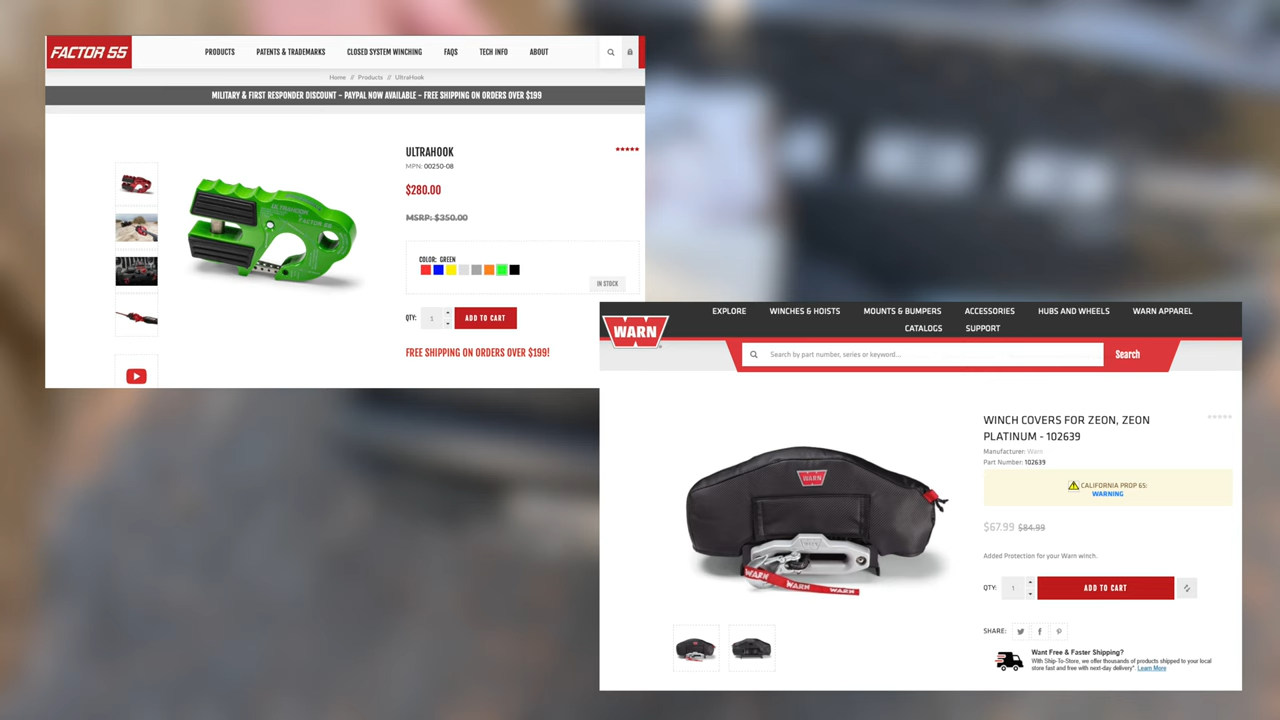 FACTOR 55
PRODUCTS
PATENTS & TRADEMARKS
CLOSED SYSTEM WINCHING
FAQS
TECH INFO
ABOUT
Home // Products // UltraHook
MILITARY & FIRST RESPONDER DISCOUNT – PAYPAL NOW AVAILABLE – FREE SHIPPING ON ORDERS OVER $199
ULTRAHOOK
MPN: 00250-08
$280.00
MSRP: $350.00
COLOR: GREEN
IN STOCK
QTY: 1 ADD TO CART
FREE SHIPPING ON ORDERS OVER $199!
ULTRAHOOK
FACTOR 55
WARN
EXPLORE
WINCHES & HOISTS
MOUNTS & BUMPERS
ACCESSORIES
HUBS AND WHEELS
WARN APPAREL
CATALOGS
SUPPORT
Search by part number, series or keyword...
Search
WINCH COVERS FOR ZEON, ZEON
PLATINUM - 102639
Manufacturer: Warn
Part Number: 102639
CALIFORNIA PROP 65:
WARNING
$67.99 $84.99
Added Protection for your Warn winch.
QTY: 1 ADD TO CART
SHARE:
Want Free & Faster Shipping?
With Ship-To-Store, we offer thousands of products shipped to your local
store fast and free with next-day delivery*. Learn More
WARN
WARN WARN WARN